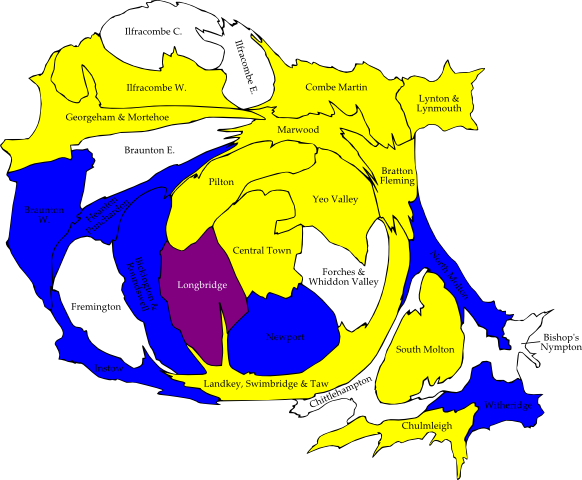 Ilfracombe C.
Ilfracombe E.
Ilfracombe W.
Combe Martin
Lynton &
Lynmouth
Georgeham & Mortehoe
Marwood
Braunton E.
Bratton
Fleming
Pilton
Yeo Valley
Heanton
Punchardon
Braunton
W.
Central Town
Forches &
Whiddon Valley
North Molton
Longbridge
Bickington &
Roundswell
Fremington
Newport
Bishop's
Nympton
South Molton
Instow
Landkey, Swimbridge & Taw
Chittlehampton
Witheridge
Chulmleigh